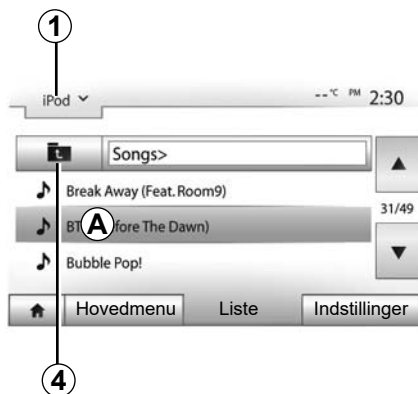 1
iPod
--°C PM 2:30
Songs>
Break Away (Feat. Room9)
31/49
A
fore The Dawn)
Bubble Pop!
Hovedmenu Liste Indstillinger
4